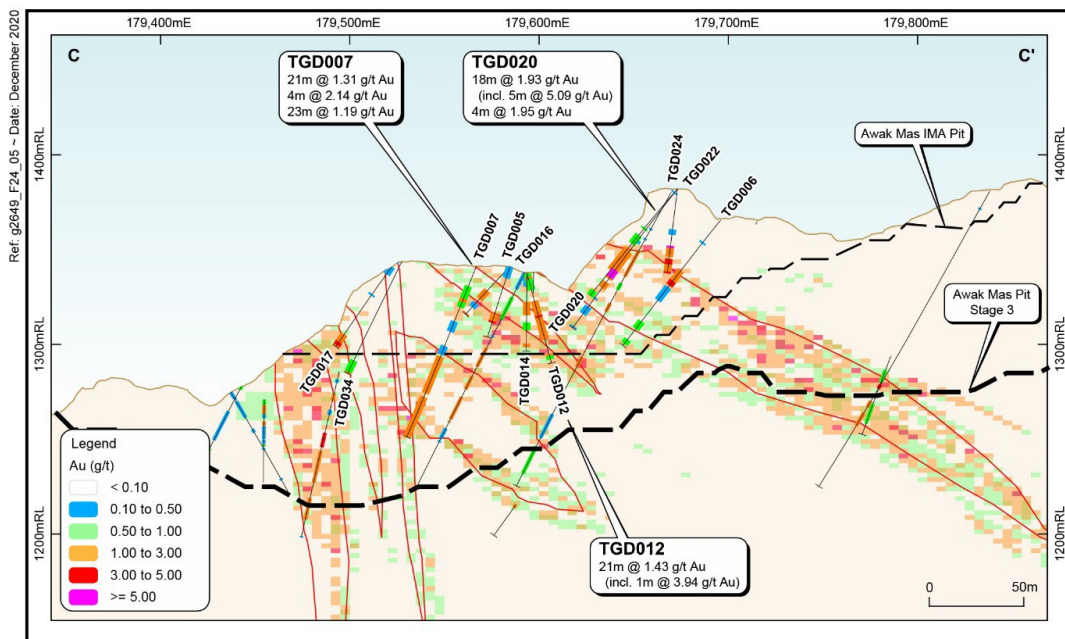 Ref: g2649_F24_05 ~ Date: December 2020
179,400mE 179,500mE 179,600mE 179,700mE 179,800mE
C C'
TGD007
21m @ 1.31 g/t Au
4m @ 2.14 g/t Au
23m @ 1.19 g/t Au
TGD020
18m @ 1.93 g/t Au
(incl. 5m @ 5.09 g/t Au)
4m @ 1.95 g/t Au
Awak Mas IMA Pit
1400mRL
1400mRL
TGD024
TGD022
TGD006
TGD007
TGD005
TGD016
TGD020
1300mRL
1300mRL
Awak Mas Pit
Stage 3
TGD017
TGD034
TGD014
TGD012
1200mRL
1200mRL
Legend
Au (g/t)
< 0.10
0.10 to 0.50
0.50 to 1.00
1.00 to 3.00
3.00 to 5.00
>= 5.00
TGD012
21m @ 1.43 g/t Au
(incl. 1m @ 3.94 g/t Au)
0 50m